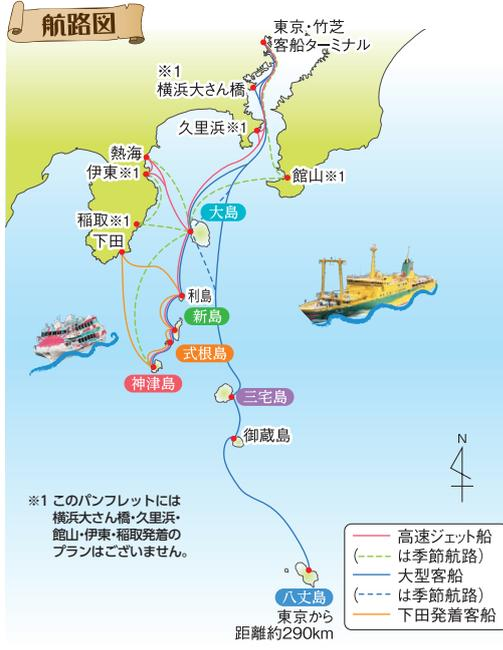 航路図
東京・竹芝
客船ターミナル
※1
横浜大さん橋
久里浜※1
熱海
伊東※1
館山※1
稲取※1
大島
下田
利島
新島
式根島
神津島
三宅島
御蔵島
N
※1 このパンフレットには
横浜大さん橋・久里浜・
館山・伊東・稲取発着の
プランはございません。
高速ジェット船
(---は季節航路)
大型客船
(---は季節航路)
下田発着客船
八丈島
東京から
距離約290km